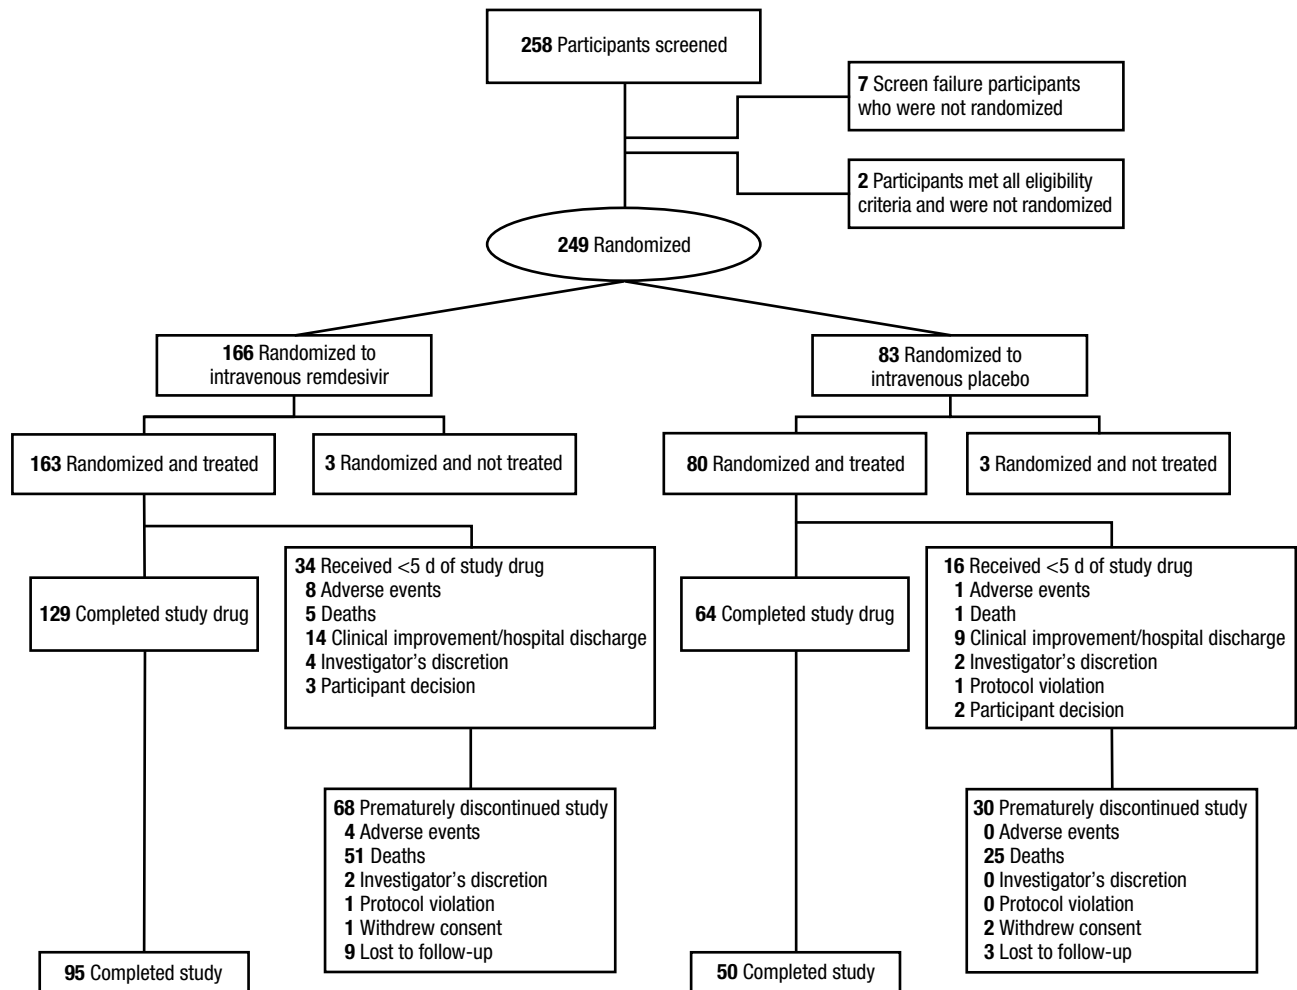 258 Participants screened
7 Screen failure participants
who were not randomized
2 Participants met all eligibility
criteria and were not randomized
249 Randomized
166 Randomized to
intravenous remdesivir
83 Randomized to
intravenous placebo
163 Randomized and treated
3 Randomized and not treated
80 Randomized and treated
3 Randomized and not treated
129 Completed study drug
34 Received <5 d of study drug
8 Adverse events
5 Deaths
14 Clinical improvement/hospital discharge
4 Investigator's discretion
3 Participant decision
64 Completed study drug
16 Received <5 d of study drug
1 Adverse events
1 Death
9 Clinical improvement/hospital discharge
2 Investigator's discretion
1 Protocol violation
2 Participant decision
68 Prematurely discontinued study
4 Adverse events
51 Deaths
2 Investigator's discretion
1 Protocol violation
1 Withdrew consent
9 Lost to follow-up
30 Prematurely discontinued study
0 Adverse events
25 Deaths
0 Investigator's discretion
0 Protocol violation
2 Withdrew consent
3 Lost to follow-up
95 Completed study
50 Completed study